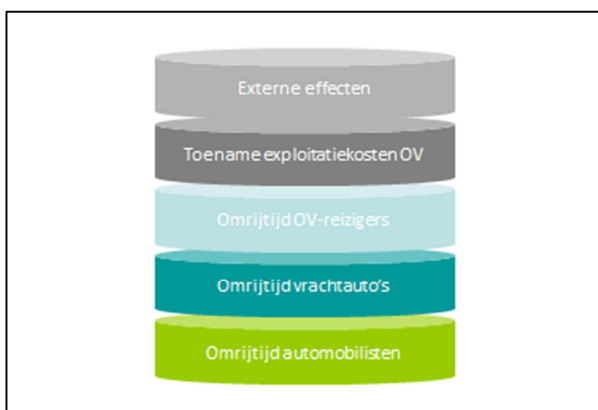 Externe effecten
Toename exploitatiekosten OV
Omrijtijd OV-reizigers
Omrijtijd vrachtauto's
Omrijtijd automobilisten